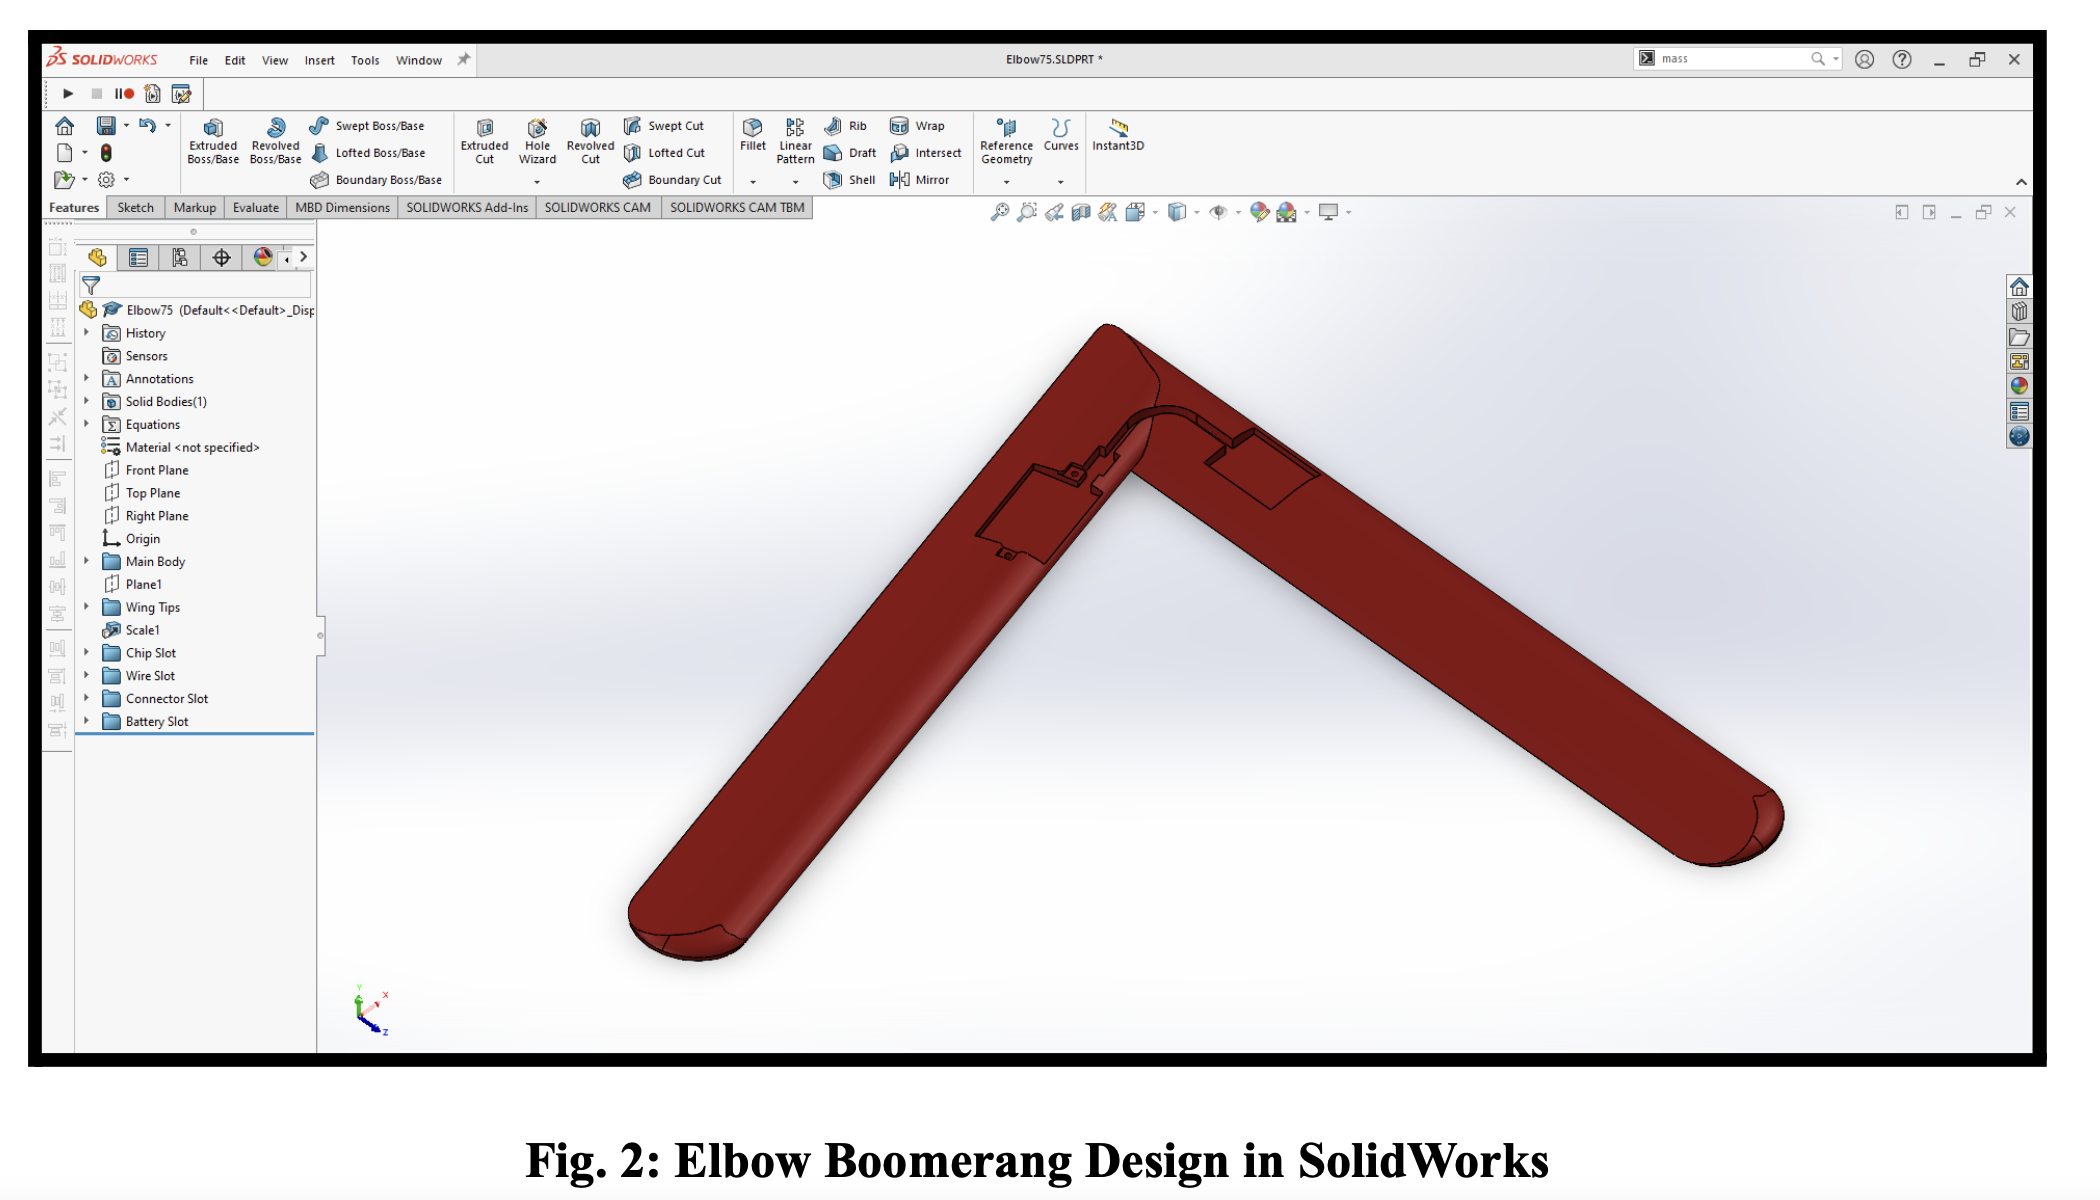 SOLIDWORKS File Edit View Insert Tools Window Elbow75.SLDPRT * mass
Extruded Boss/Base
Revolved Boss/Base
Swept Boss/Base
Lofted Boss/Base
Boundary Boss/Base
Extruded Cut
Hole Wizard
Revolved Cut
Swept Cut
Lofted Cut
Boundary Cut
Fillet
Linear Pattern
Rib
Draft
Shell
Wrap
Intersect
Mirror
Reference Geometry
Curves
Instant3D
Features Sketch Markup Evaluate MBD Dimensions SOLIDWORKS Add-Ins SOLIDWORKS CAM SOLIDWORKS CAM TBM
Elbow75 (Default<<Default>_Disp
History
Sensors
Annotations
Solid Bodies(1)
Equations
Material <not specified>
Front Plane
Top Plane
Right Plane
Origin
Main Body
Plane1
Wing Tips
Scale1
Chip Slot
Wire Slot
Connector Slot
Battery Slot
Y
X
Z
Fig. 2: Elbow Boomerang Design in SolidWorks